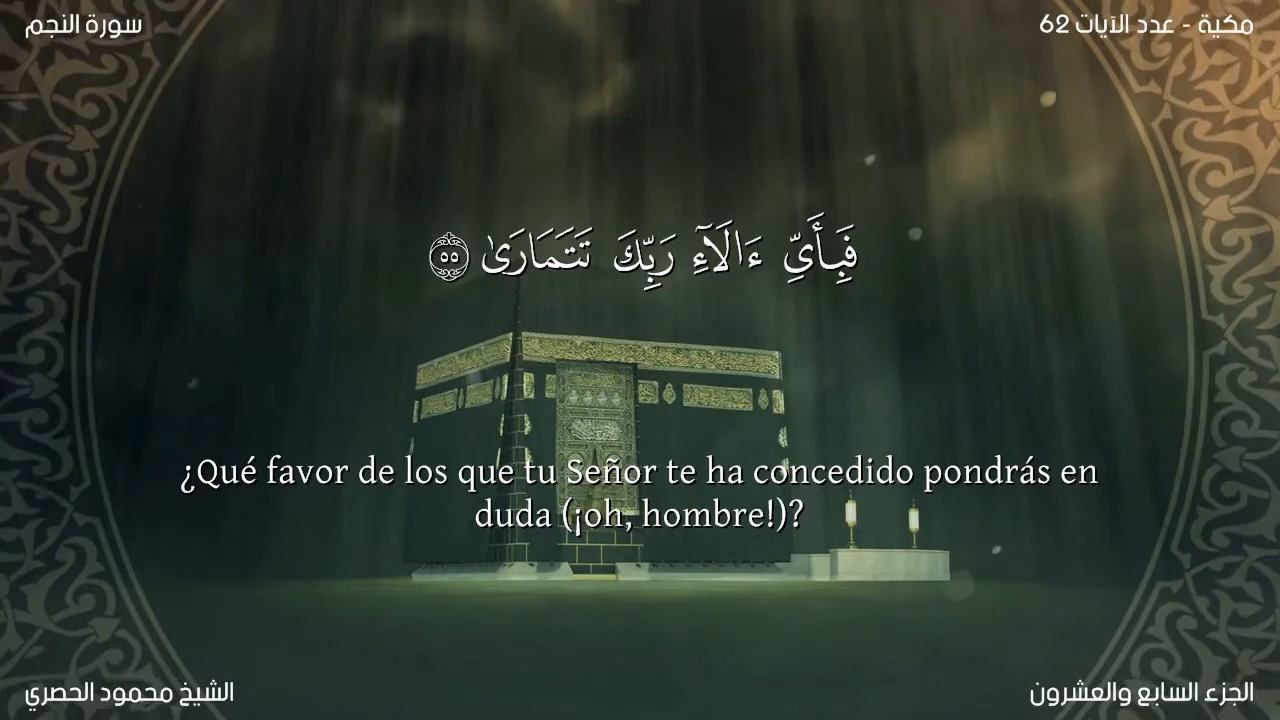 سورة النجم
مكية - عدد الآيات 62
فَبِأَيِّ ءَالَآءِ رَبِّكَ تَتَمَارَىٰ ۝٥٥
¿Qué favor de los que tu Señor te ha concedido pondrás en
duda (¡oh, hombre!)?
الشيخ محمود الحصري
الجزء السابع والعشرون